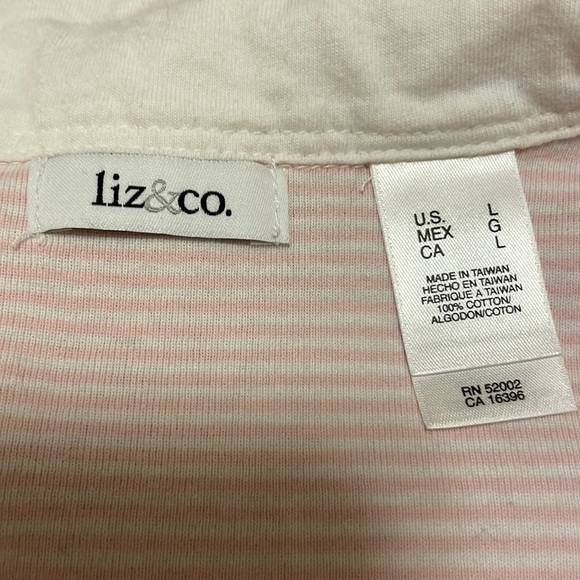 liz&co.
U.S. L
MEX G
CA L
MADE IN TAIWAN
HECHO EN TAIWAN
FABRIQUE A TAIWAN
100% COTTON/
ALGODON/COTON
RN 52002
CA 16396